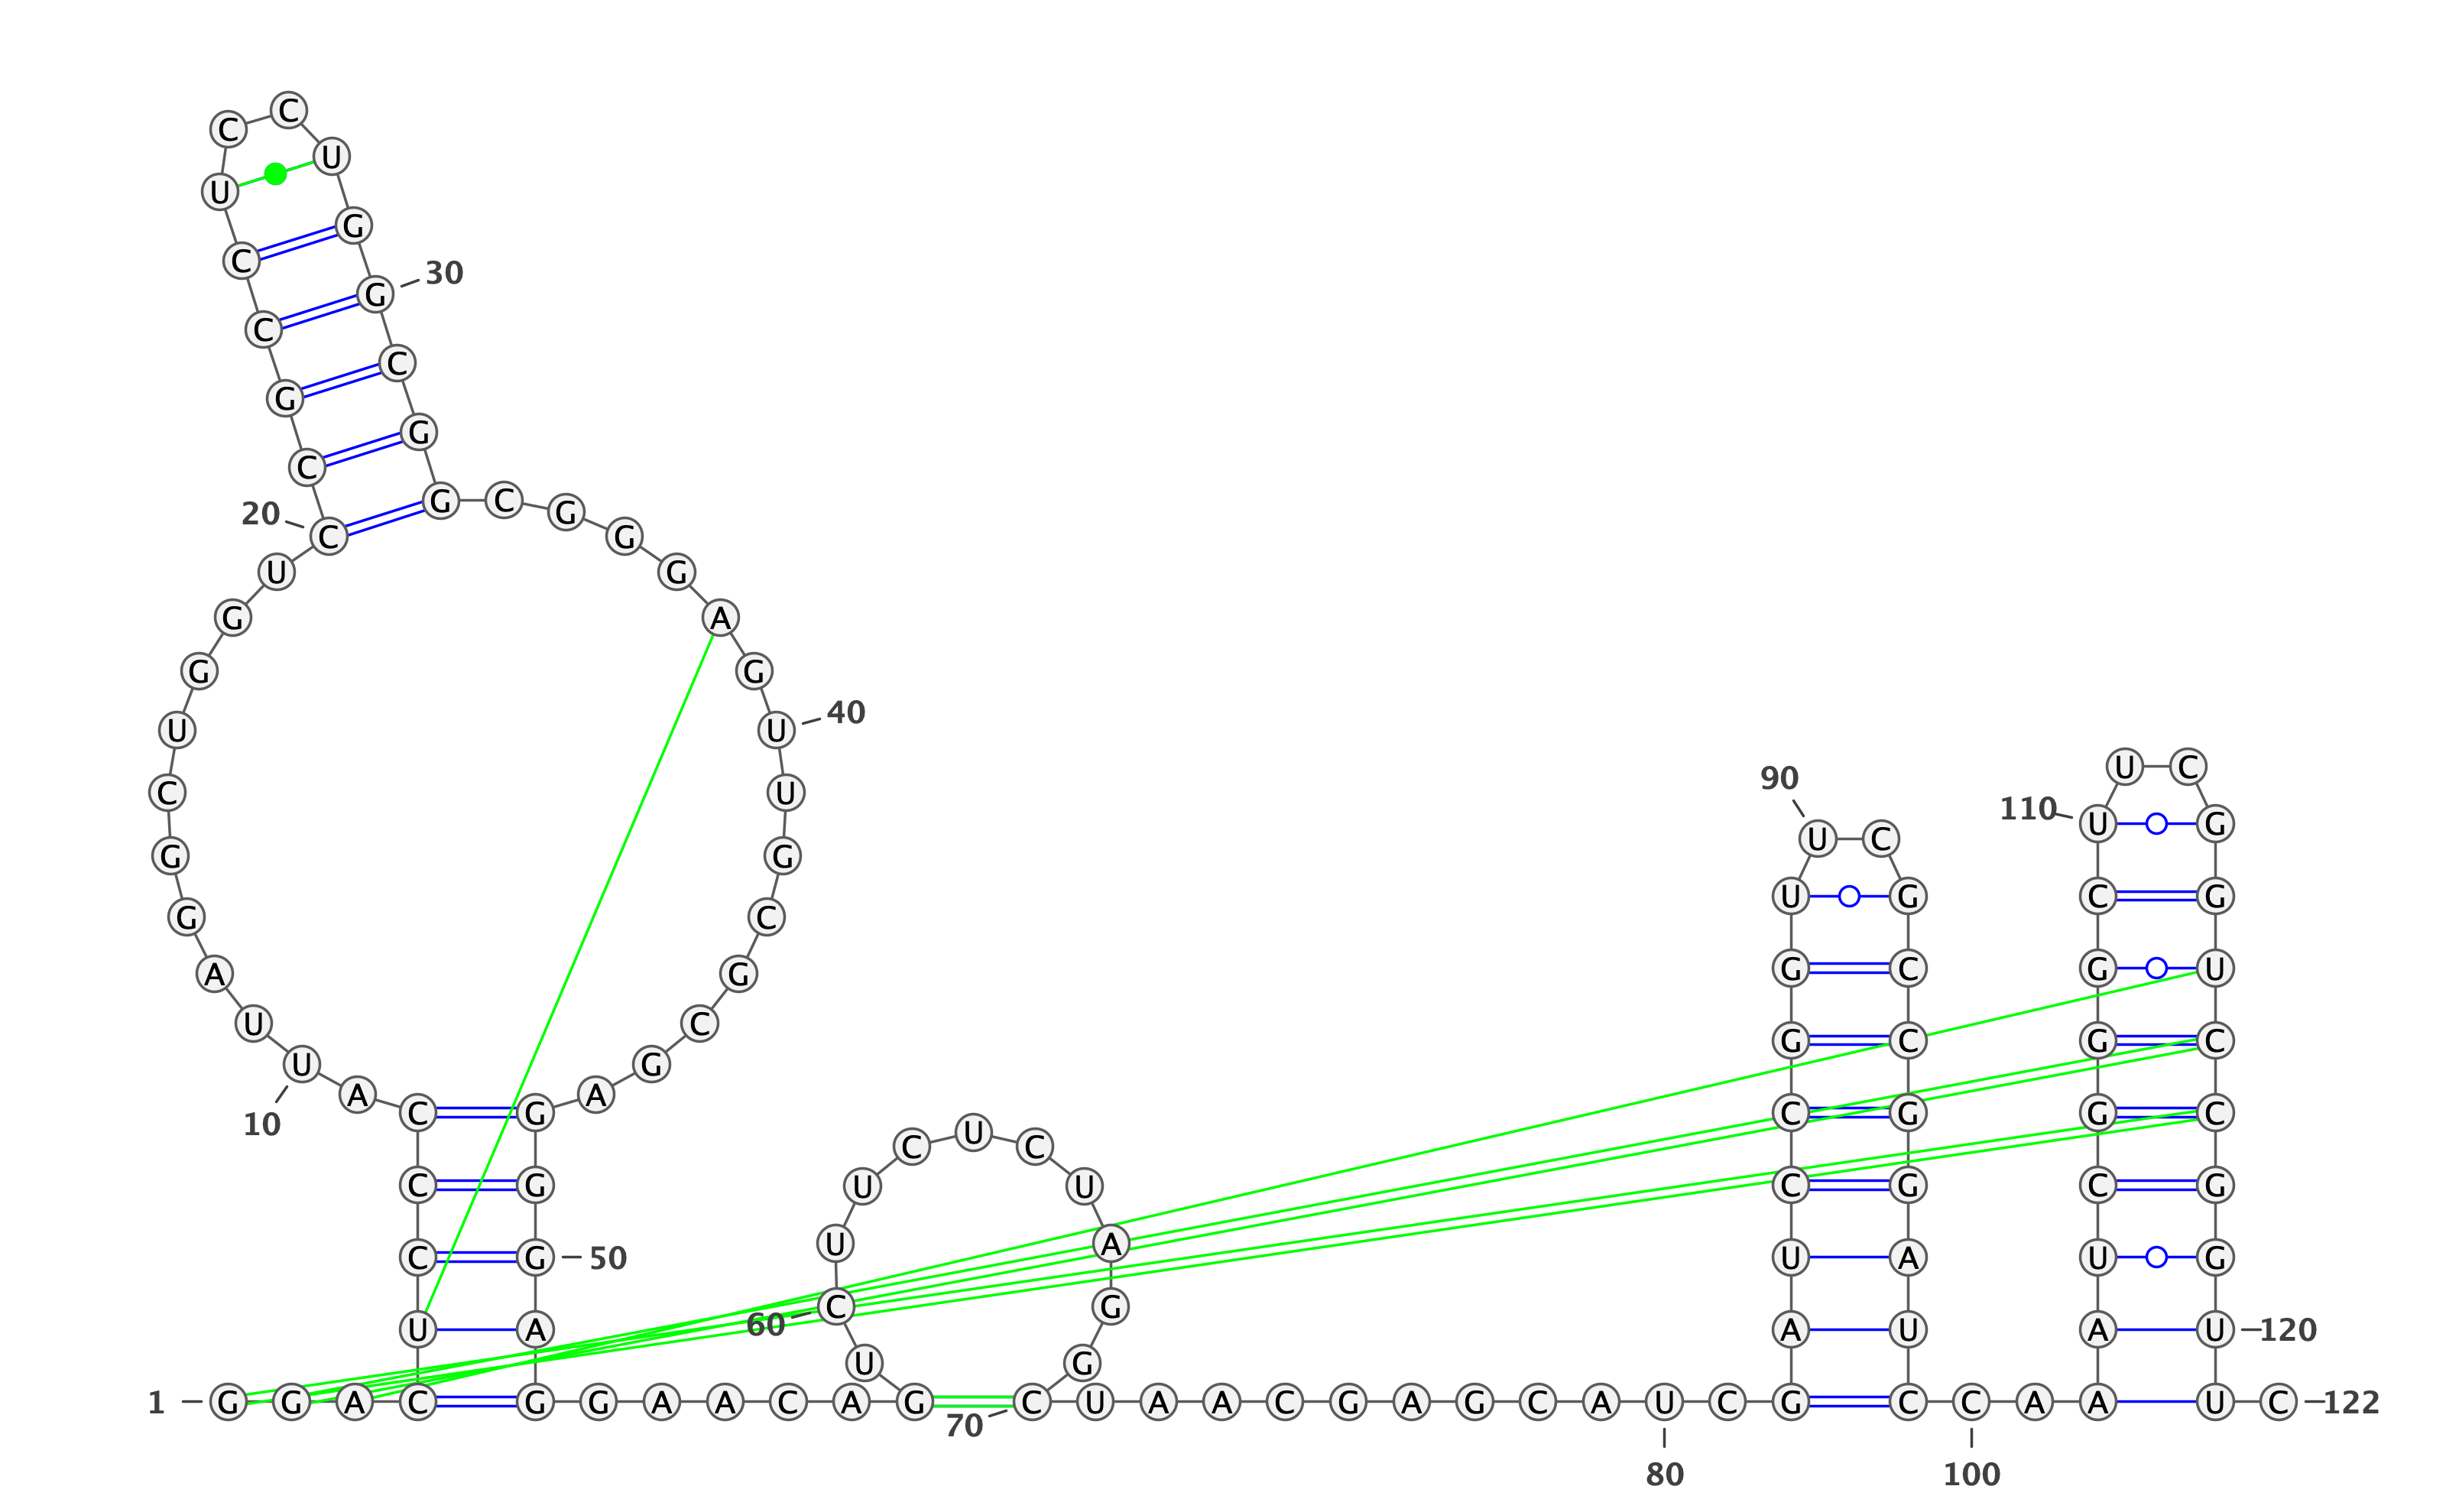 C
C
U
U
G
C
30
G
C
C
G
G
C
G C G
20
C G
U G
G A
G G
40
U U
U C
90
C U
110
U G
U C
G G
U G C G
G C
A G G C G U
U C
G C G C
U G
A A
C G C G G C
10
U
C C
C G U U C G C G
U A
C G 50 U A U G
C G
60
U A A U A U 120
U G
1 G G A C G G A A C A G C U A A C G A G C A U C G C C A A U C 122
70
80 100